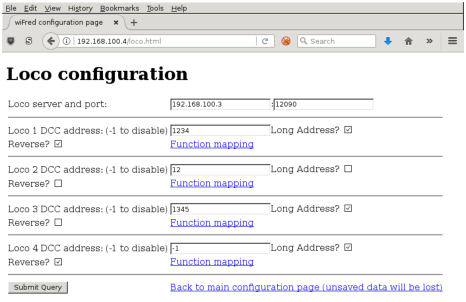 File Edit View History Bookmarks Tools Help
wiFred configuration page × +
192.168.100.4/loco.html Search
Loco configuration
Loco server and port: 192.168.100.3 :12090
Loco 1 DCC address: (-1 to disable) 1234 Long Address?
Reverse? Function mapping
Loco 2 DCC address: (-1 to disable) 12 Long Address?
Reverse? Function mapping
Loco 3 DCC address: (-1 to disable) 1345 Long Address?
Reverse? Function mapping
Loco 4 DCC address: (-1 to disable) -1 Long Address?
Reverse? Function mapping
Submit Query Back to main configuration page (unsaved data will be lost)